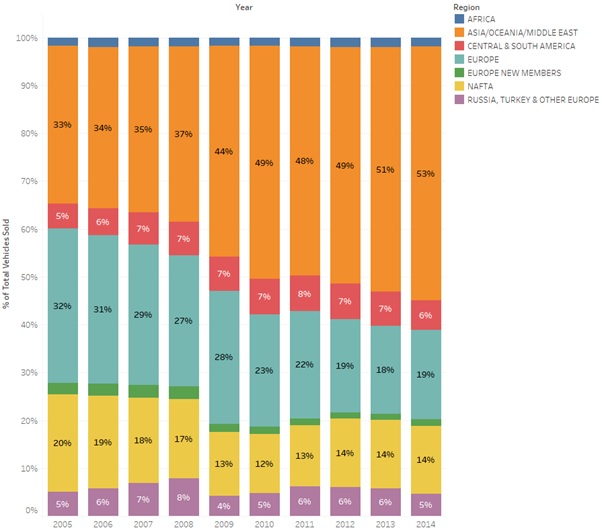 Year
Region
AFRICA
ASIA/OCEANIA/MIDDLE EAST
CENTRAL & SOUTH AMERICA
EUROPE
EUROPE NEW MEMBERS
NAFTA
RUSSIA, TURKEY & OTHER EUROPE
% of Total Vehicles Sold
100%
90%
80%
70%
60%
50%
40%
30%
20%
10%
0%
33% 34% 35% 37% 44% 49% 48% 49% 51% 53%
5% 6% 7% 7% 7% 7% 8% 7% 7% 6%
32% 31% 29% 27% 28% 23% 22% 19% 18% 19%
20% 19% 18% 17% 13% 12% 13% 14% 14% 14%
5% 6% 7% 8% 4% 5% 6% 6% 6% 5%
2005 2006 2007 2008 2009 2010 2011 2012 2013 2014